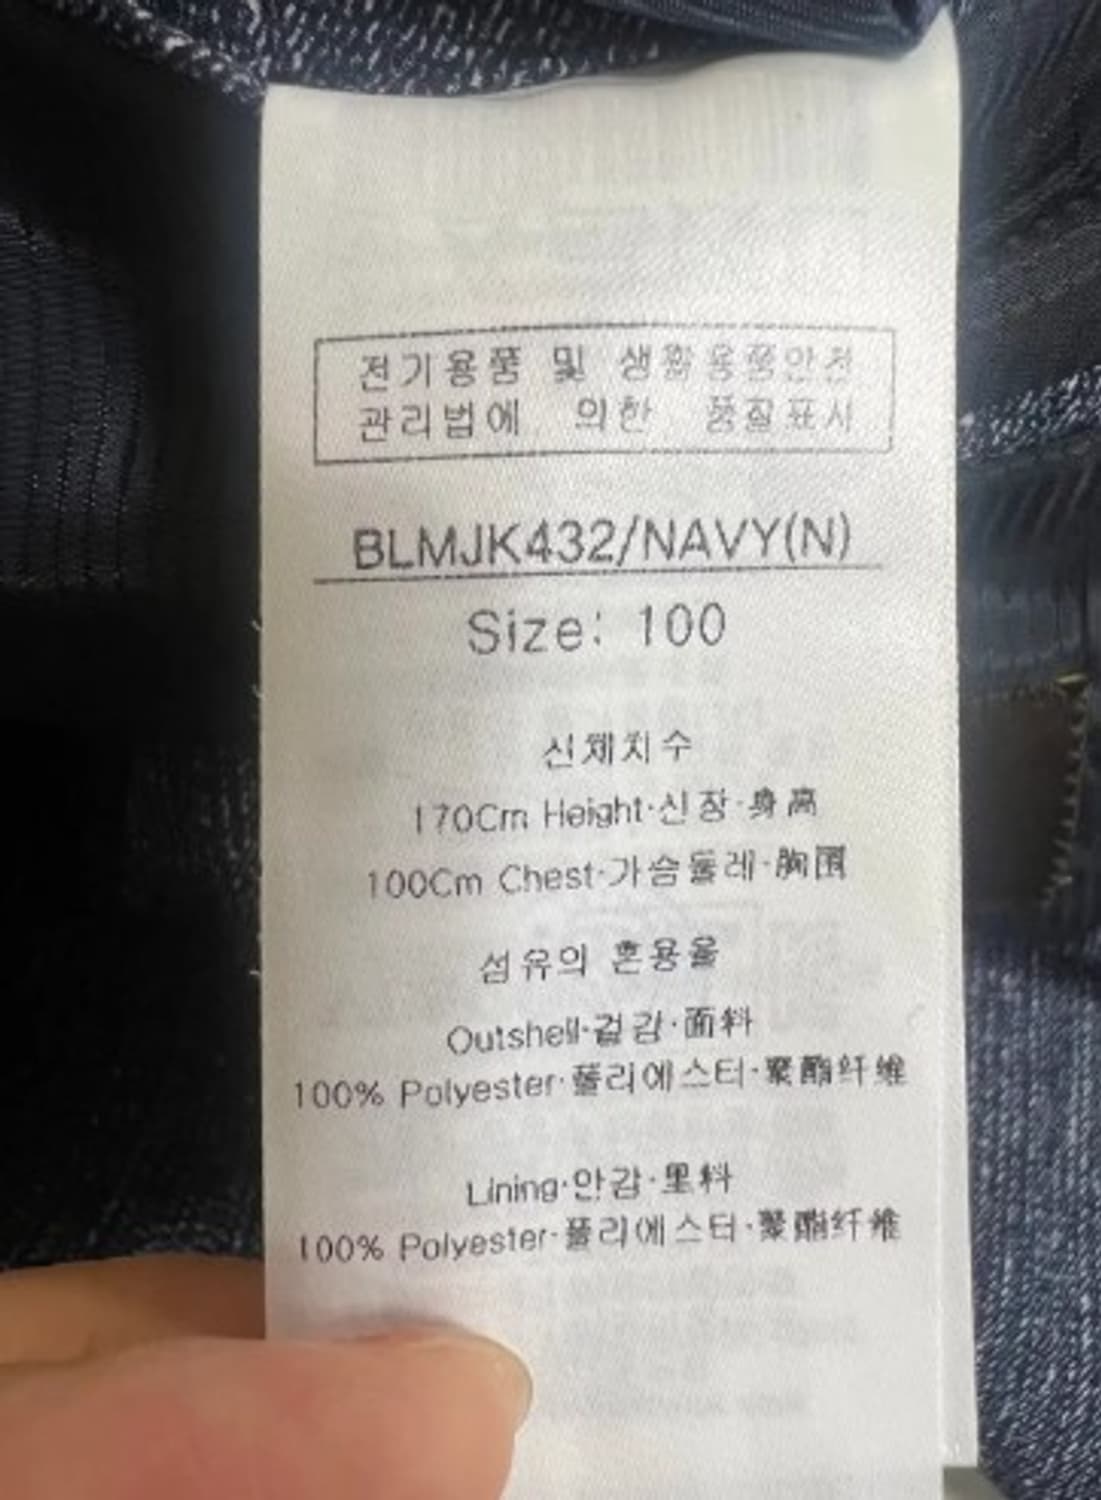 전기용품 및 생활용품안전
관리법에 의한 품질표시
BLMJK432/NAVY(N)
Size: 100
신체치수
170Cm Height·신장·身高
100Cm Chest·가슴둘레·胸围
섬유의 혼용율
Outshell·겉감·面料
100% Polyester·폴리에스터·聚酯纤维
Lining·안감·里料
100% Polyester·폴리에스터·聚酯纤维